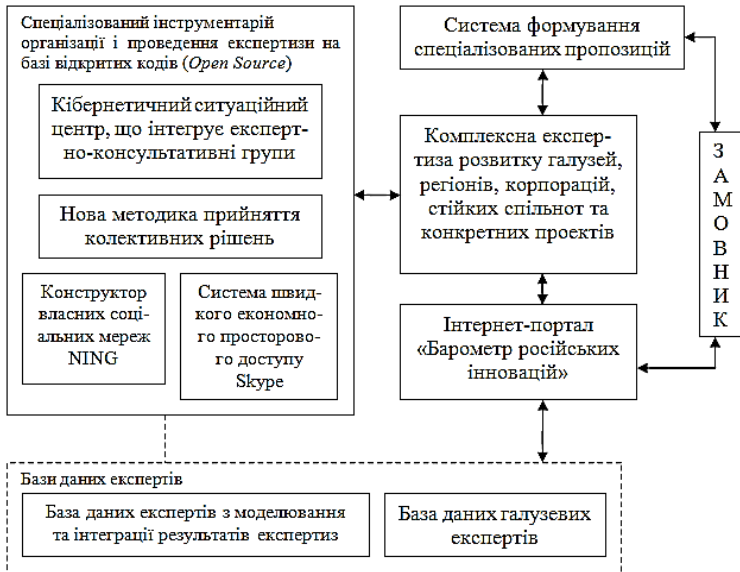 Спеціалізований інструментарій
організації і проведення експертизи на
базі відкритих кодів (Open Source)
Кібернетичний ситуаційний
центр, що інтегрує експерт-
но-консультативні групи
Нова методика прийняття
колективних рішень
Конструктор
власних соці-
альних мереж
NING
Система швид-
кого економно-
го просторово-
го доступу
Skype
Система формування
спеціалізованих пропозицій
Комплексна експер-
тиза розвитку галузей,
регіонів, корпорацій,
стійких спільнот та
конкретних проектів
Інтернет-портал
«Барометр російських
інновацій»
З
А
М
О
В
Н
И
К
Бази даних експертів
База даних експертів з моделювання
та інтеграції результатів експертиз
База даних галузевих
експертів